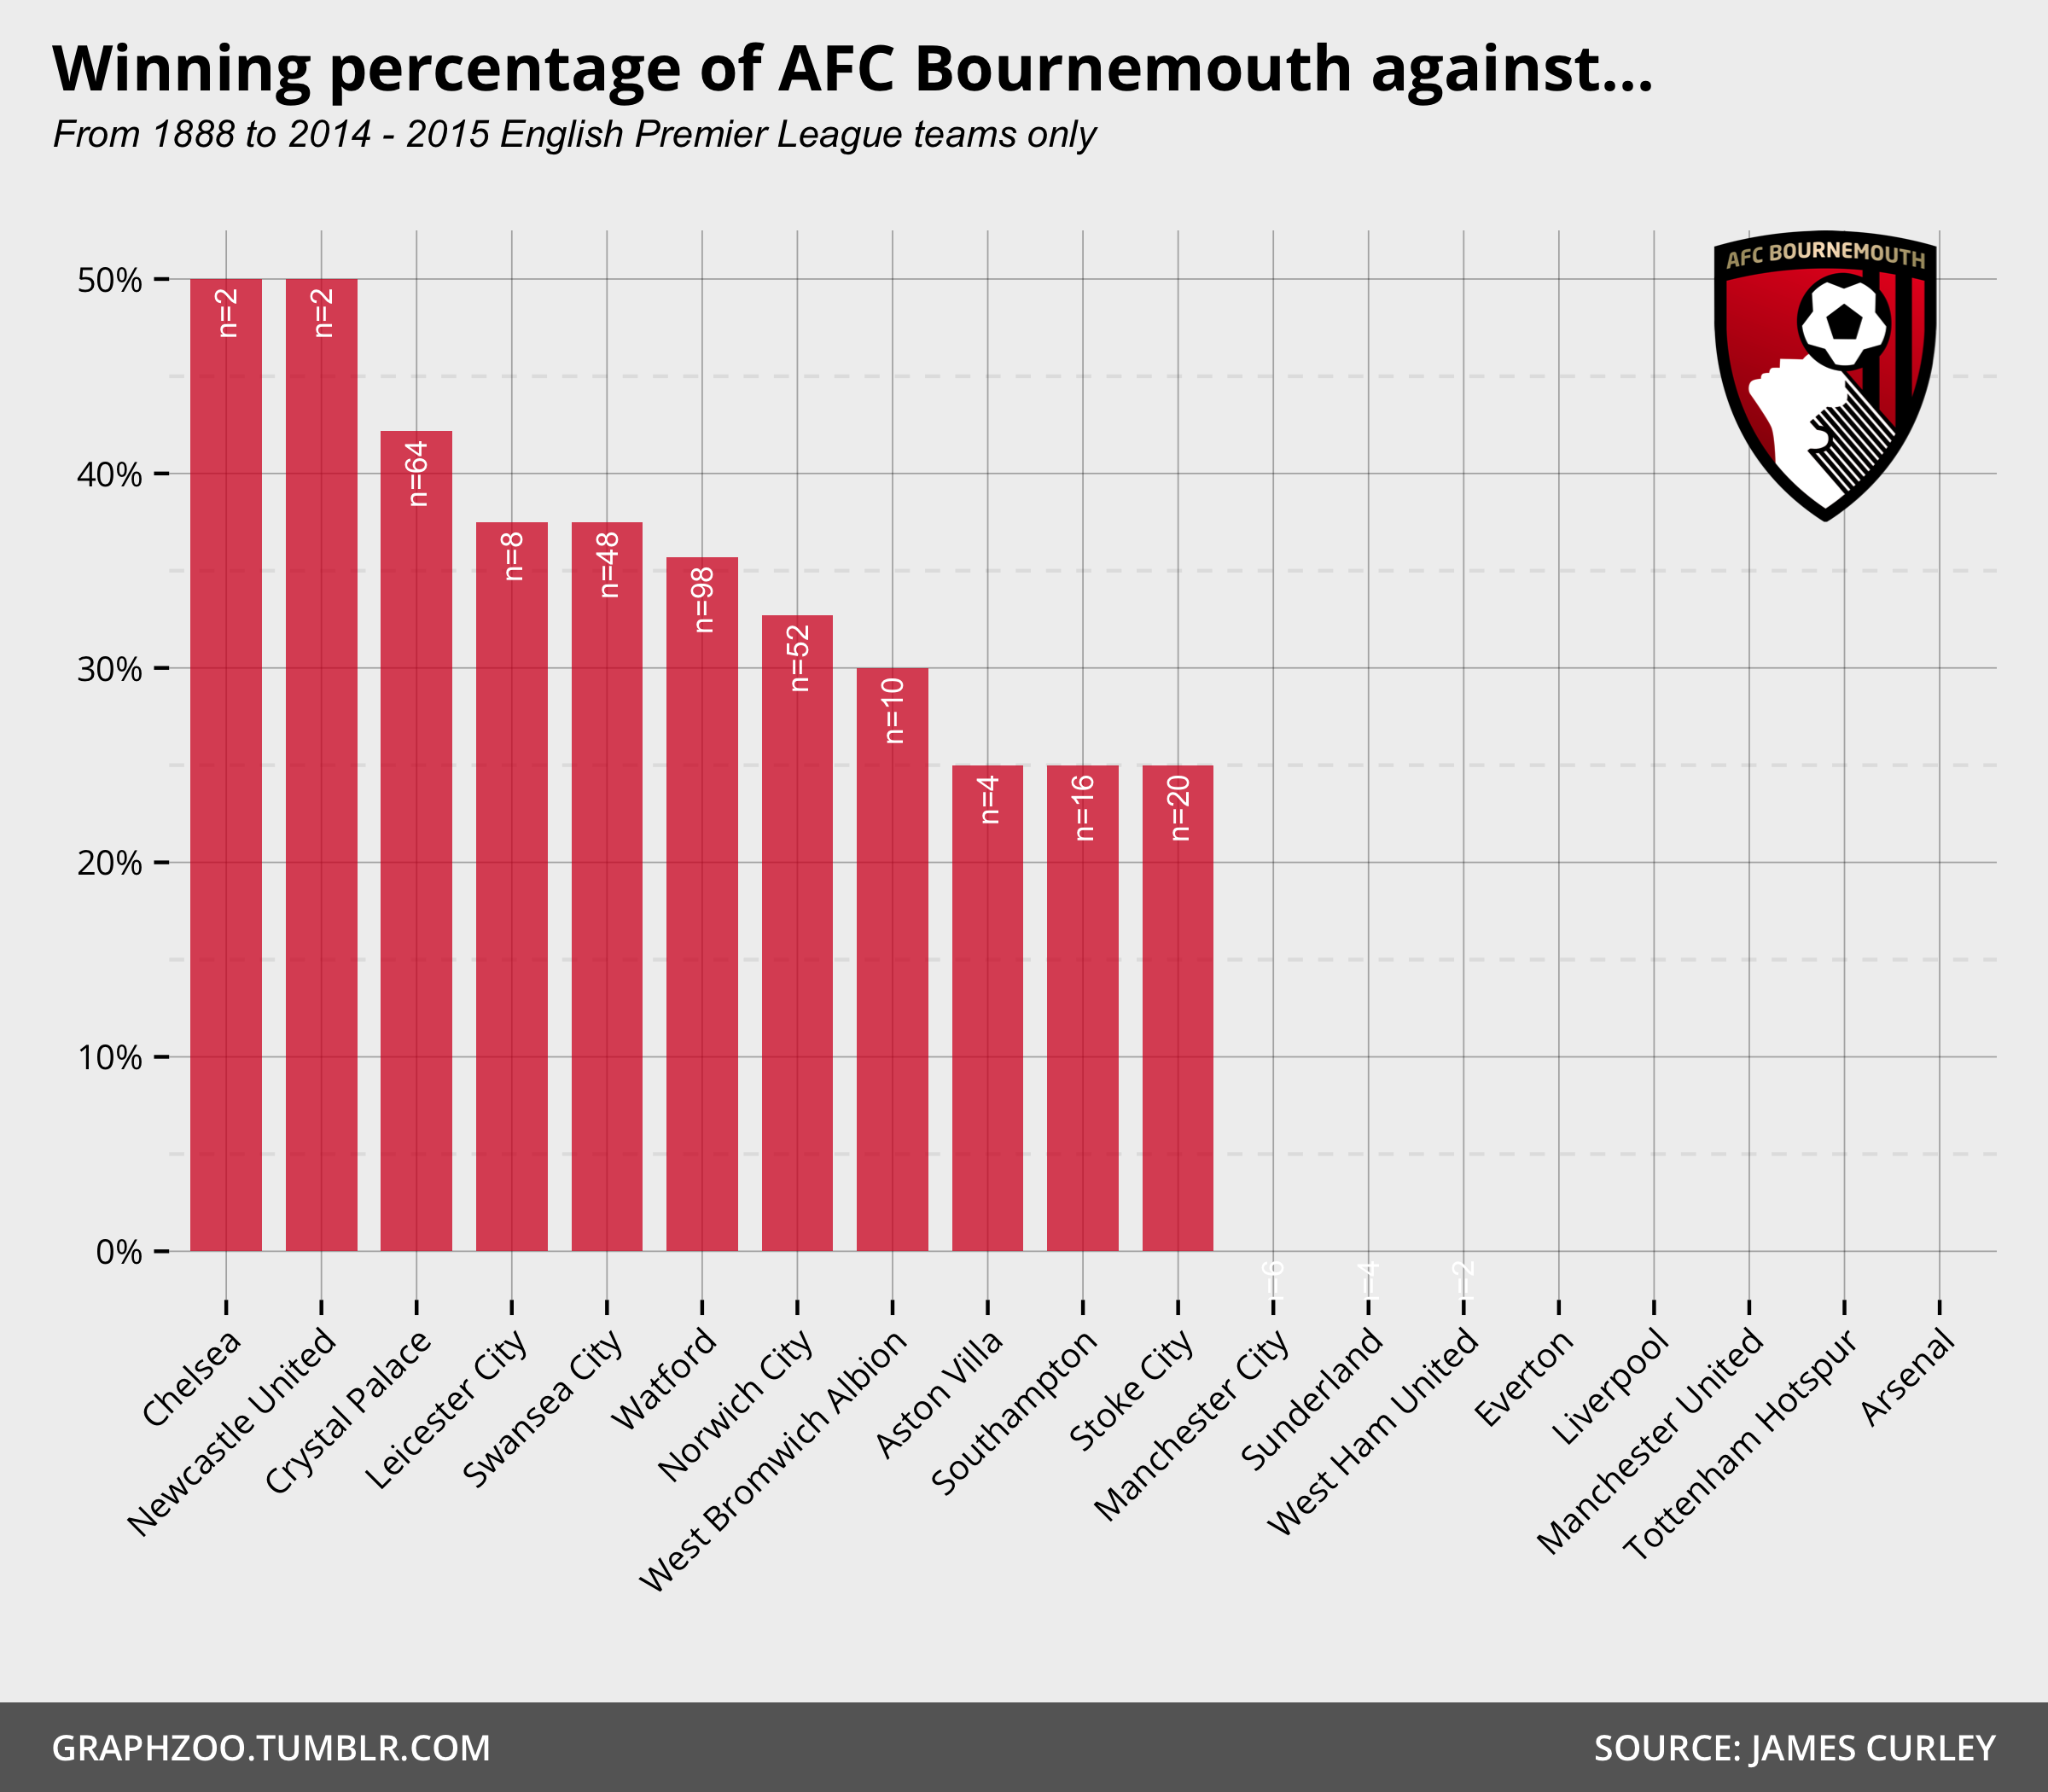 Winning percentage of AFC Bournemouth against...
From 1888 to 2014 - 2015 English Premier League teams only
AFC BOURNEMOUTH
50%
40%
30%
20%
10%
0%
n=2
n=2
n=64
n=8
n=48
n=98
n=52
n=10
n=4
n=16
n=20
n=6
n=4
n=2
Chelsea
Newcastle United
Crystal Palace
Leicester City
Swansea City
Watford
Norwich City
West Bromwich Albion
Aston Villa
Southampton
Stoke City
Manchester City
Sunderland
West Ham United
Everton
Liverpool
Manchester United
Tottenham Hotspur
Arsenal
GRAPHZOO.TUMBLR.COM
SOURCE: JAMES CURLEY